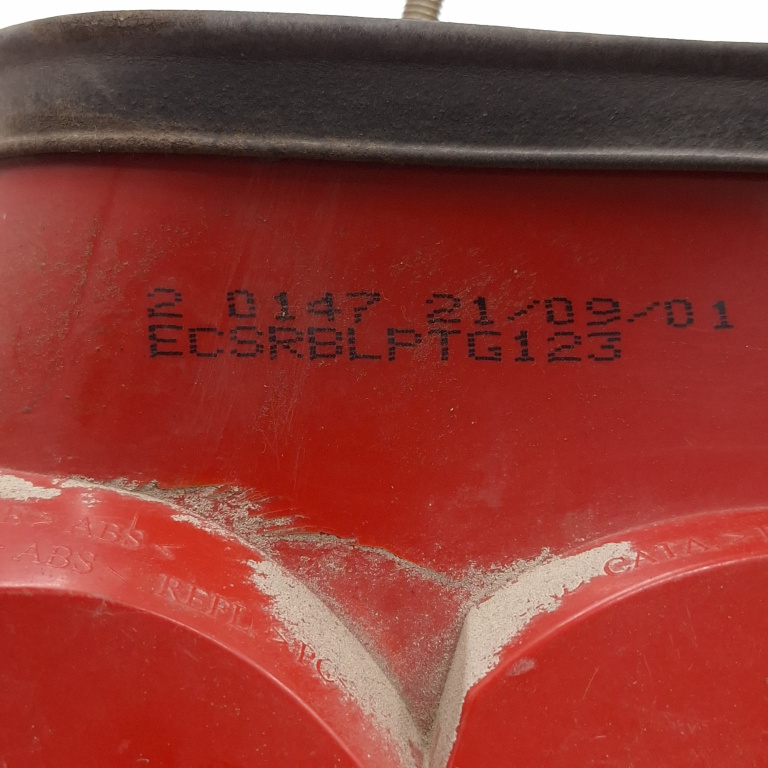 2 0147 21/09/01
ECSRBLPTG123
ABS <
ABS > REFL. >PC<
CATA. >